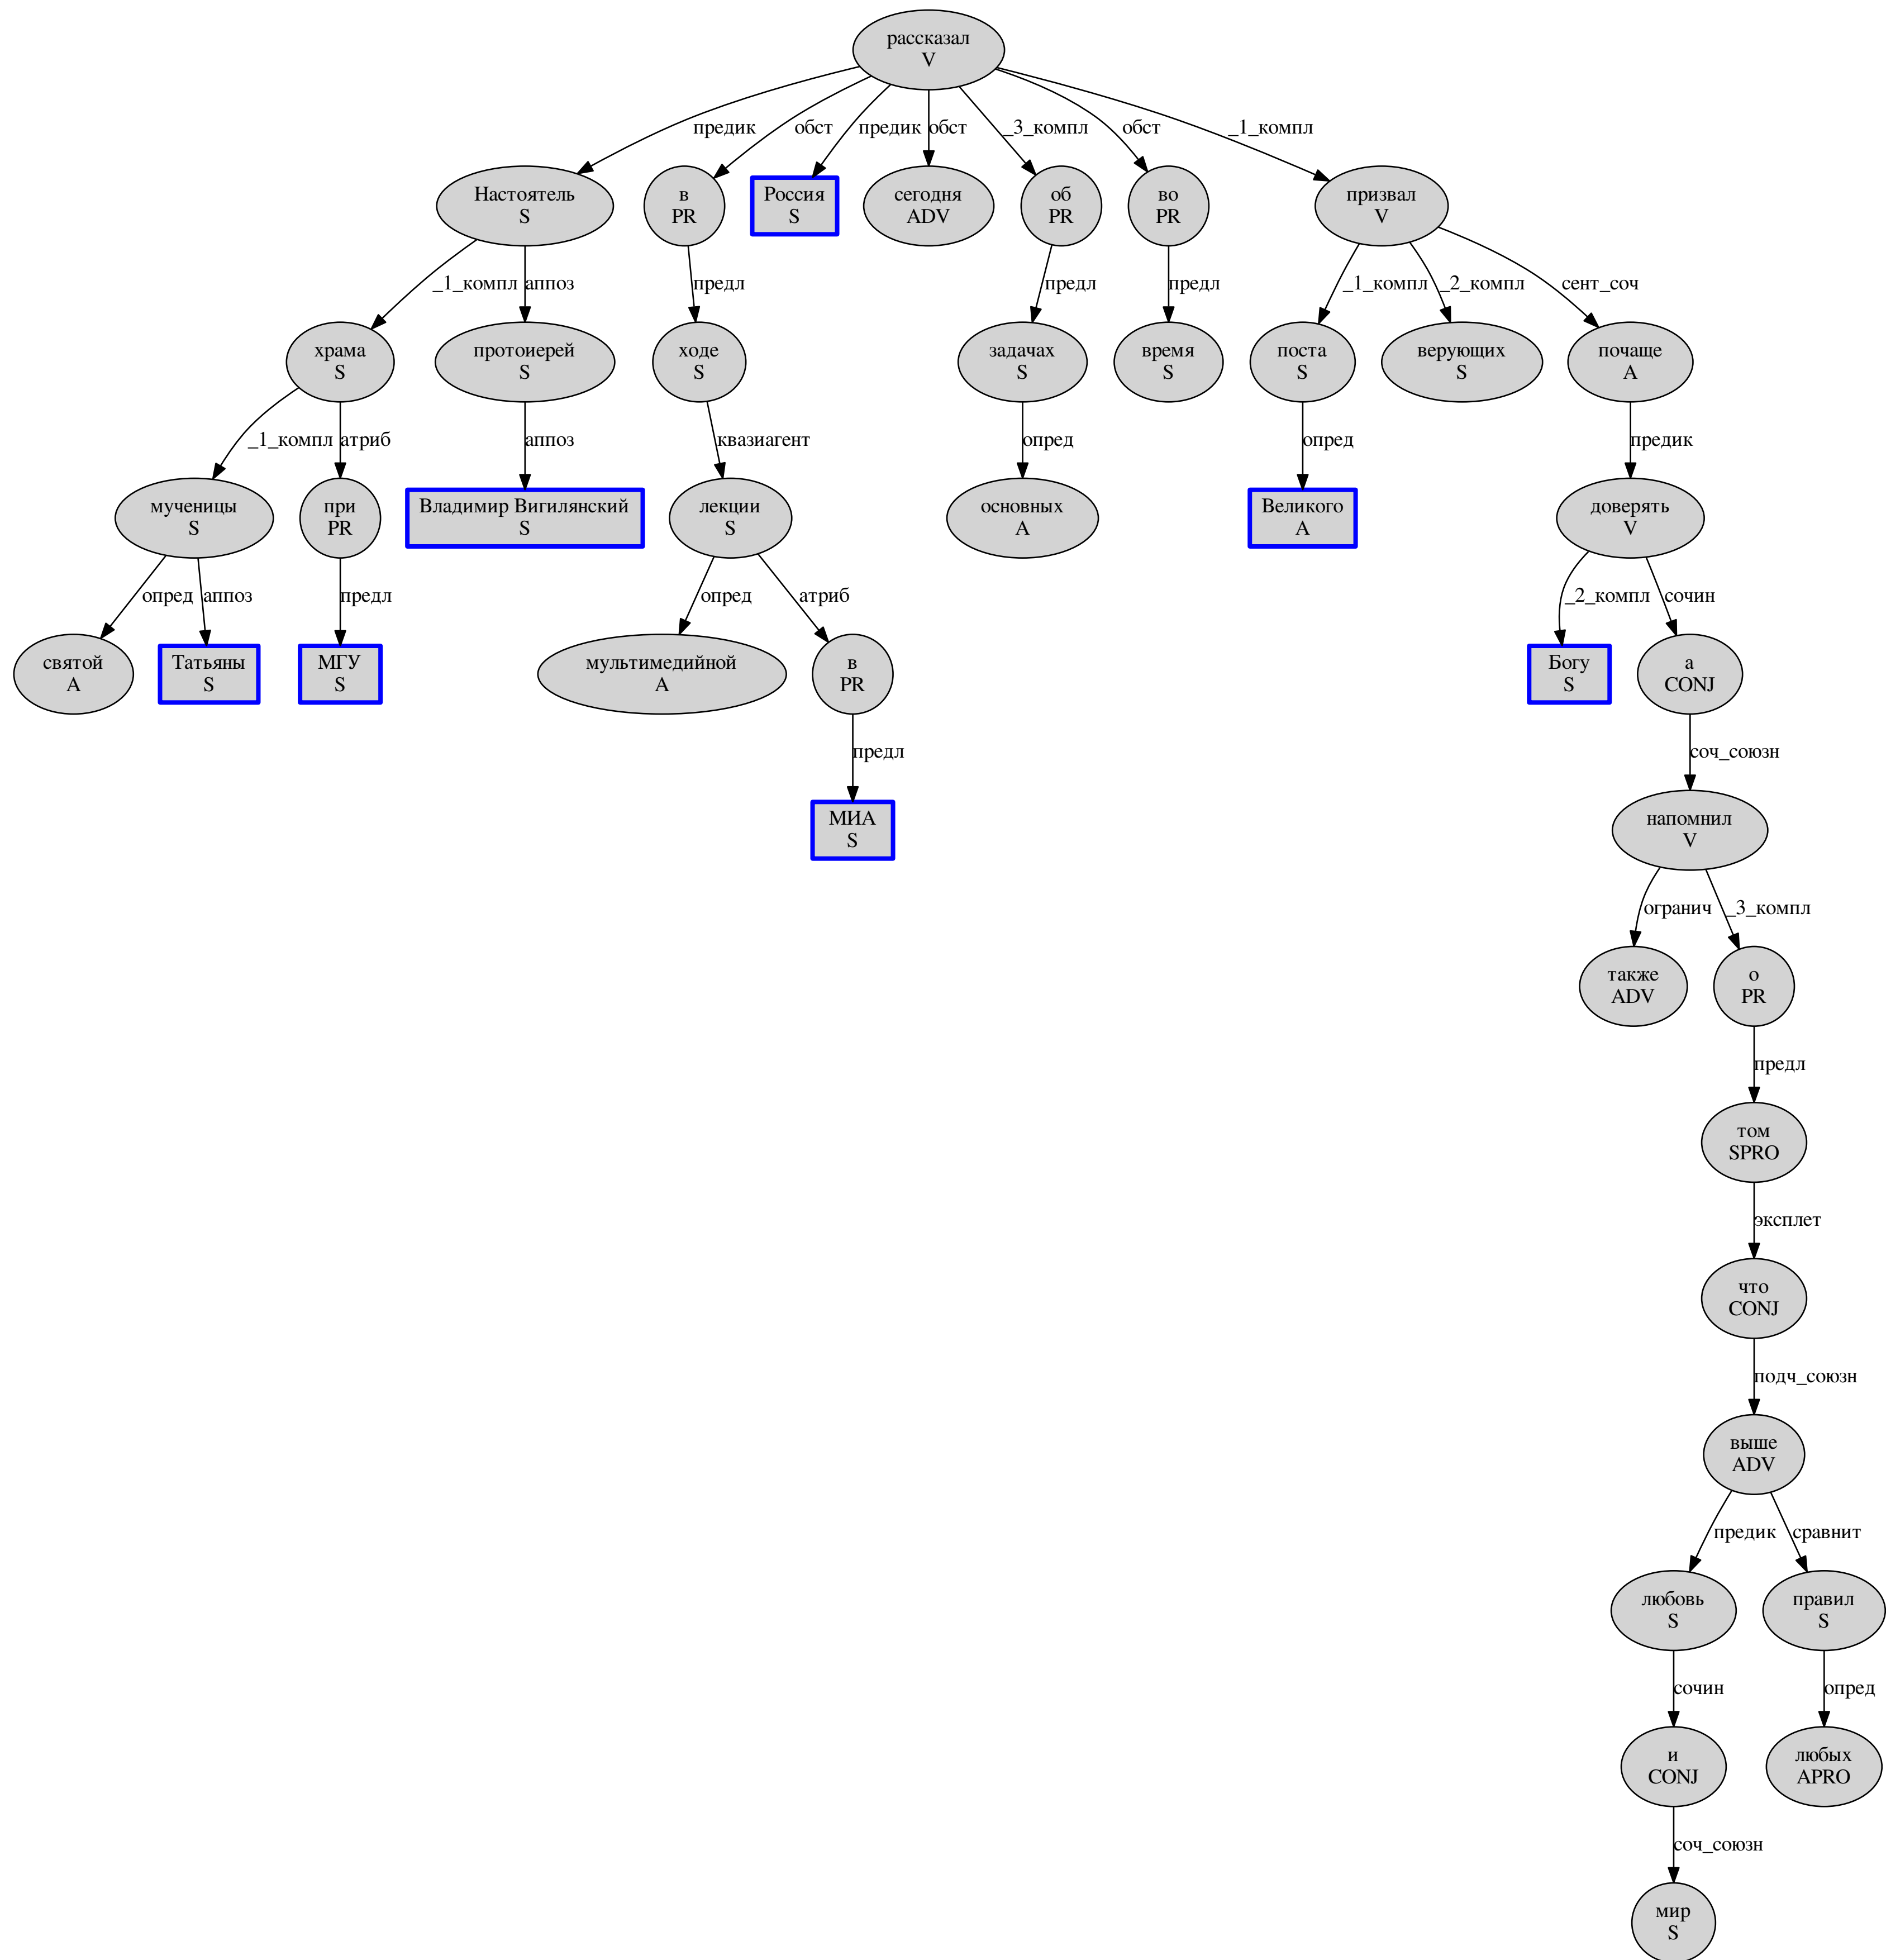 рассказал
V
предик
обст
предик
обст
_3_компл
обст
_1_компл
Настоятель
S
в
PR
Россия
S
сегодня
ADV
об
PR
во
PR
призвал
V
_1_компл
аппоз
предл
предл
предл
_1_компл
_2_компл
сент_соч
храма
S
протоиерей
S
ходе
S
задачах
S
время
S
поста
S
верующих
S
почаще
A
_1_компл
атриб
аппоз
квазиагент
опред
опред
предик
мученицы
S
при
PR
Владимир Вигилянский
S
лекции
S
основных
A
Великого
A
доверять
V
опред
аппоз
предл
опред
атриб
_2_компл
сочин
святой
A
Татьяны
S
МГУ
S
мультимедийной
A
в
PR
Богу
S
а
CONJ
предл
соч_союзн
МИА
S
напомнил
V
огранич
_3_компл
также
ADV
о
PR
предл
том
SPRO
эксплет
что
CONJ
подч_союзн
выше
ADV
предик
сравнит
любовь
S
правил
S
сочин
опред
и
CONJ
любых
APRO
соч_союзн
мир
S